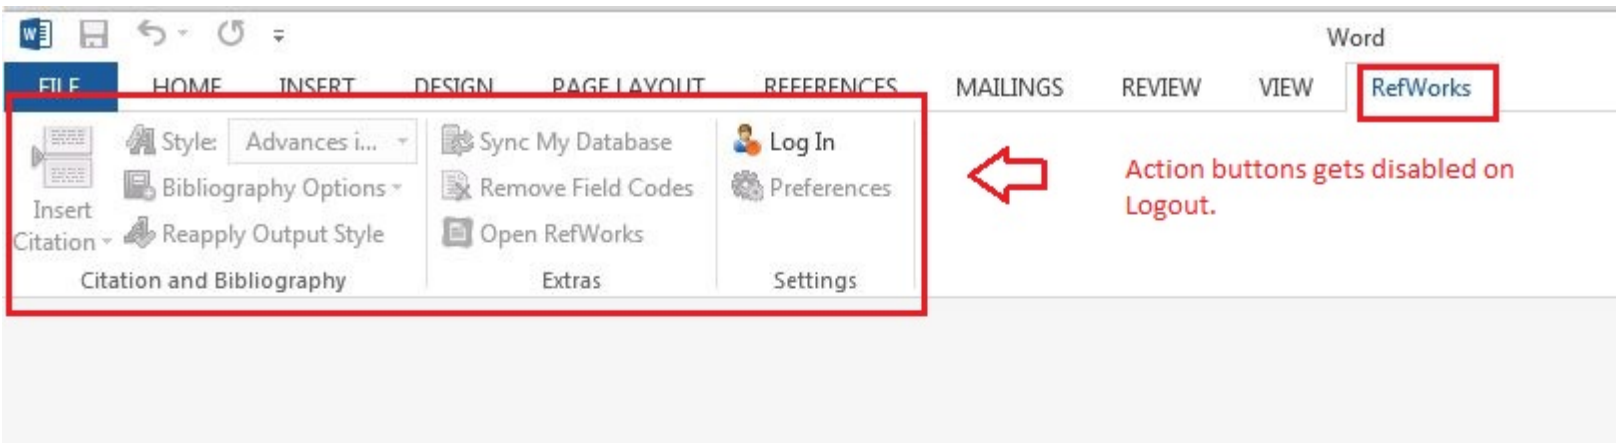 Word
FILE HOME INSERT DESIGN PAGE LAYOUT REFERENCES MAILINGS REVIEW VIEW RefWorks
Style: Advances i... Sync My Database Log In
Bibliography Options Remove Field Codes Preferences
Insert
Citation Reapply Output Style Open RefWorks
Citation and Bibliography Extras Settings
Action buttons gets disabled on
Logout.